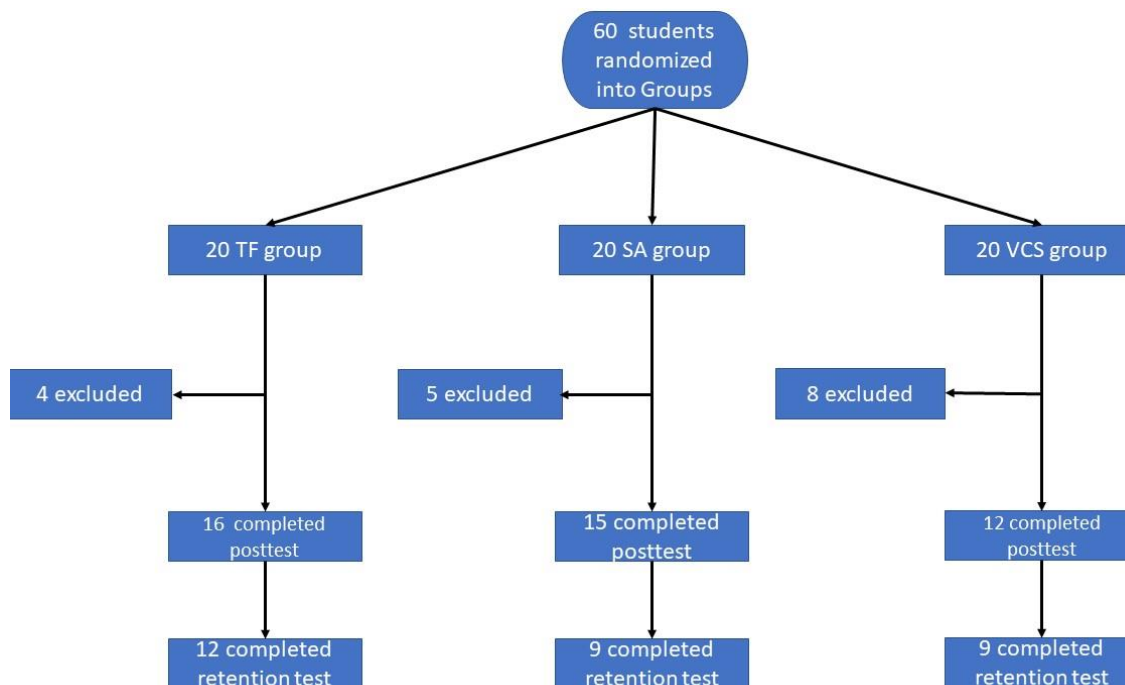 60 students
randomized
into Groups
20 TF group
20 SA group
20 VCS group
4 excluded
5 excluded
8 excluded
16 completed
posttest
15 completed
posttest
12 completed
posttest
12 completed
retention test
9 completed
retention test
9 completed
retention test